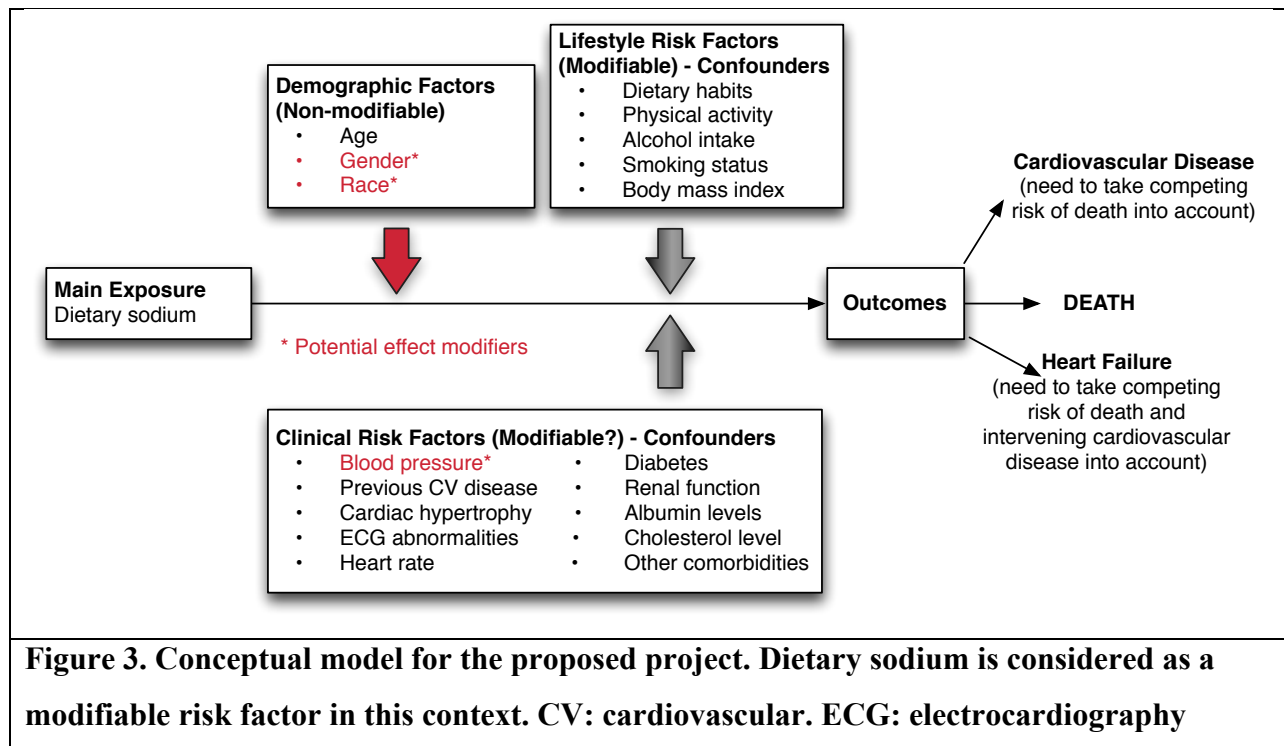 Demographic Factors
(Non-modifiable)
• Age
• Gender*
• Race*
Lifestyle Risk Factors
(Modifiable) - Confounders
• Dietary habits
• Physical activity
• Alcohol intake
• Smoking status
• Body mass index
Main Exposure
Dietary sodium
* Potential effect modifiers
Outcomes
Cardiovascular Disease
(need to take competing
risk of death into account)
DEATH
Heart Failure
(need to take competing
risk of death and
intervening cardiovascular
disease into account)
Clinical Risk Factors (Modifiable?) - Confounders
• Blood pressure*
• Previous CV disease
• Cardiac hypertrophy
• ECG abnormalities
• Heart rate
• Diabetes
• Renal function
• Albumin levels
• Cholesterol level
• Other comorbidities
Figure 3. Conceptual model for the proposed project. Dietary sodium is considered as a
modifiable risk factor in this context. CV: cardiovascular. ECG: electrocardiography